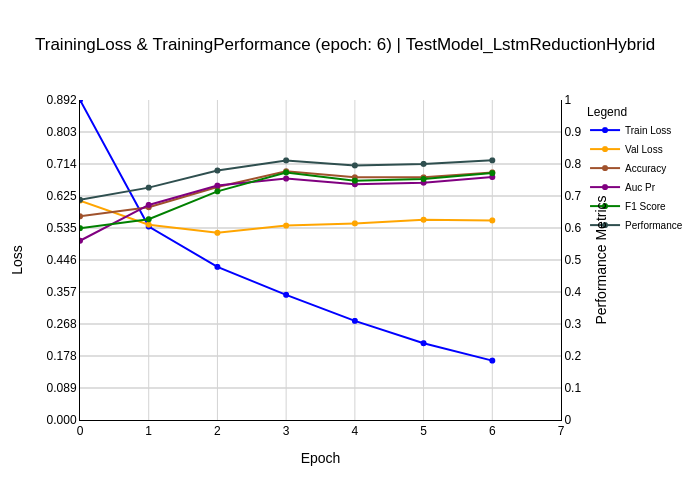 TrainingLoss & TrainingPerformance (epoch: 6) | TestModel_LstmReductionHybrid
0.892
0.803
0.714
0.625
0.535
0.446
0.357
0.268
0.178
0.089
0.000
Loss
0
1
2
3
4
5
6
7
Epoch
1
0.9
0.8
0.7
0.6
0.5
0.4
0.3
0.2
0.1
0
Performance Metrics
Legend
Train Loss
Val Loss
Accuracy
Auc Pr
F1 Score
Performance